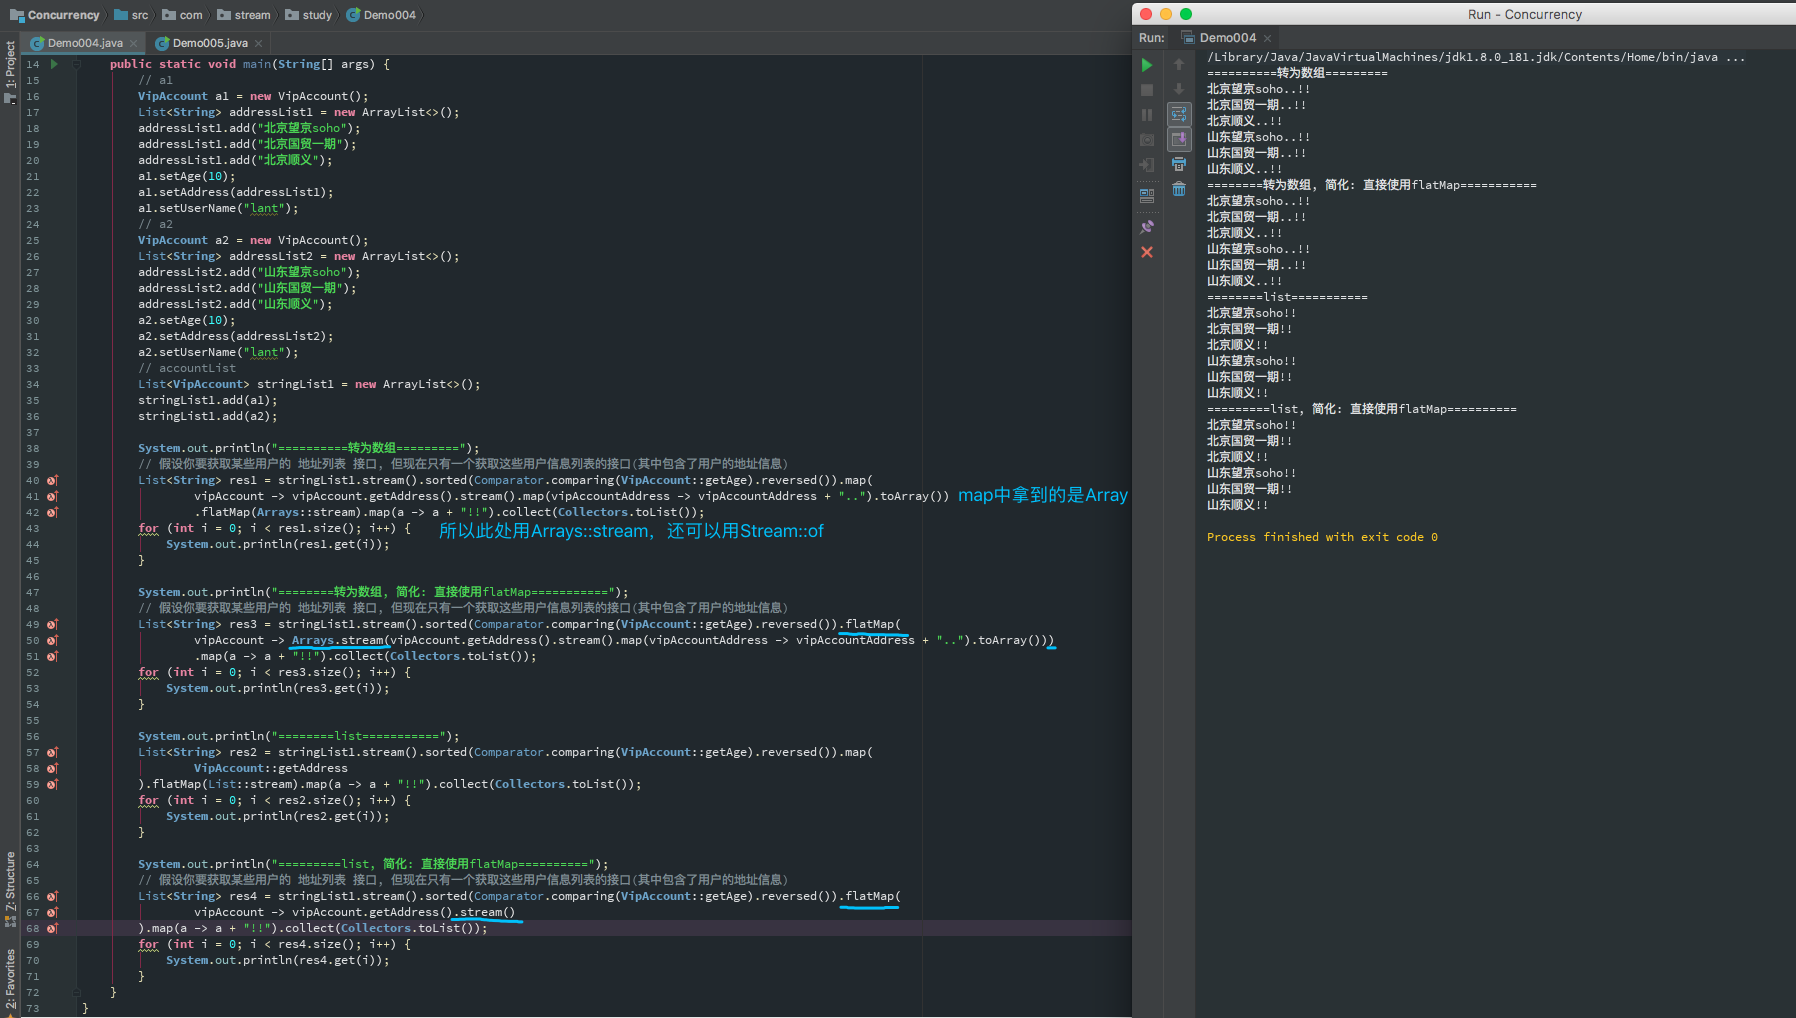 Concurrency src com stream study Demo004
Demo004.java Demo005.java
1: Project
7: Structure
2: Favorites
14 public static void main(String[] args) {
15 // a1
16 VipAccount a1 = new VipAccount();
17 List<String> addressList1 = new ArrayList<>();
18 addressList1.add("北京望京soho");
19 addressList1.add("北京国贸一期");
20 addressList1.add("北京顺义");
21 a1.setAge(10);
22 a1.setAddress(addressList1);
23 a1.setUserName("lant");
24 // a2
25 VipAccount a2 = new VipAccount();
26 List<String> addressList2 = new ArrayList<>();
27 addressList2.add("山东望京soho");
28 addressList2.add("山东国贸一期");
29 addressList2.add("山东顺义");
30 a2.setAge(10);
31 a2.setAddress(addressList2);
32 a2.setUserName("lant");
33 // accountList
34 List<VipAccount> stringList1 = new ArrayList<>();
35 stringList1.add(a1);
36 stringList1.add(a2);
37
38 System.out.println("==========转为数组=========");
39 // 假设你要获取某些用户的 地址列表 接口, 但现在只有一个获取这些用户信息列表的接口(其中包含了用户的地址信息)
40 List<String> res1 = stringList1.stream().sorted(Comparator.comparing(VipAccount::getAge).reversed()).map(
41 vipAccount -> vipAccount.getAddress().stream().map(vipAccountAddress -> vipAccountAddress + "..").toArray()) map中拿到的是Array
42 .flatMap(Arrays::stream).map(a -> a + "!!").collect(Collectors.toList());
43 for (int i = 0; i < res1.size(); i++) { 所以此处用Arrays::stream，还可以用Stream::of
44 System.out.println(res1.get(i));
45 }
46
47 System.out.println("========转为数组, 简化: 直接使用flatMap===========");
48 // 假设你要获取某些用户的 地址列表 接口, 但现在只有一个获取这些用户信息列表的接口(其中包含了用户的地址信息)
49 List<String> res3 = stringList1.stream().sorted(Comparator.comparing(VipAccount::getAge).reversed()).flatMap(
50 vipAccount -> Arrays.stream(vipAccount.getAddress().stream().map(vipAccountAddress -> vipAccountAddress + "..").toArray()))
51 .map(a -> a + "!!").collect(Collectors.toList());
52 for (int i = 0; i < res3.size(); i++) {
53 System.out.println(res3.get(i));
54 }
55
56 System.out.println("========list===========");
57 List<String> res2 = stringList1.stream().sorted(Comparator.comparing(VipAccount::getAge).reversed()).map(
58 VipAccount::getAddress
59 ).flatMap(List::stream).map(a -> a + "!!").collect(Collectors.toList());
60 for (int i = 0; i < res2.size(); i++) {
61 System.out.println(res2.get(i));
62 }
63
64 System.out.println("=========list, 简化: 直接使用flatMap==========");
65 // 假设你要获取某些用户的 地址列表 接口, 但现在只有一个获取这些用户信息列表的接口(其中包含了用户的地址信息)
66 List<String> res4 = stringList1.stream().sorted(Comparator.comparing(VipAccount::getAge).reversed()).flatMap(
67 vipAccount -> vipAccount.getAddress().stream()
68 ).map(a -> a + "!!").collect(Collectors.toList());
69 for (int i = 0; i < res4.size(); i++) {
70 System.out.println(res4.get(i));
71 }
72 }
73 }
Run - Concurrency
Run: Demo004
/Library/Java/JavaVirtualMachines/jdk1.8.0_181.jdk/Contents/Home/bin/java ...
==========转为数组=========
北京望京soho..!!
北京国贸一期..!!
北京顺义..!!
山东望京soho..!!
山东国贸一期..!!
山东顺义..!!
========转为数组, 简化: 直接使用flatMap===========
北京望京soho..!!
北京国贸一期..!!
北京顺义..!!
山东望京soho..!!
山东国贸一期..!!
山东顺义..!!
========list===========
北京望京soho!!
北京国贸一期!!
北京顺义!!
山东望京soho!!
山东国贸一期!!
山东顺义!!
=========list, 简化: 直接使用flatMap==========
北京望京soho!!
北京国贸一期!!
北京顺义!!
山东望京soho!!
山东国贸一期!!
山东顺义!!
Process finished with exit code 0